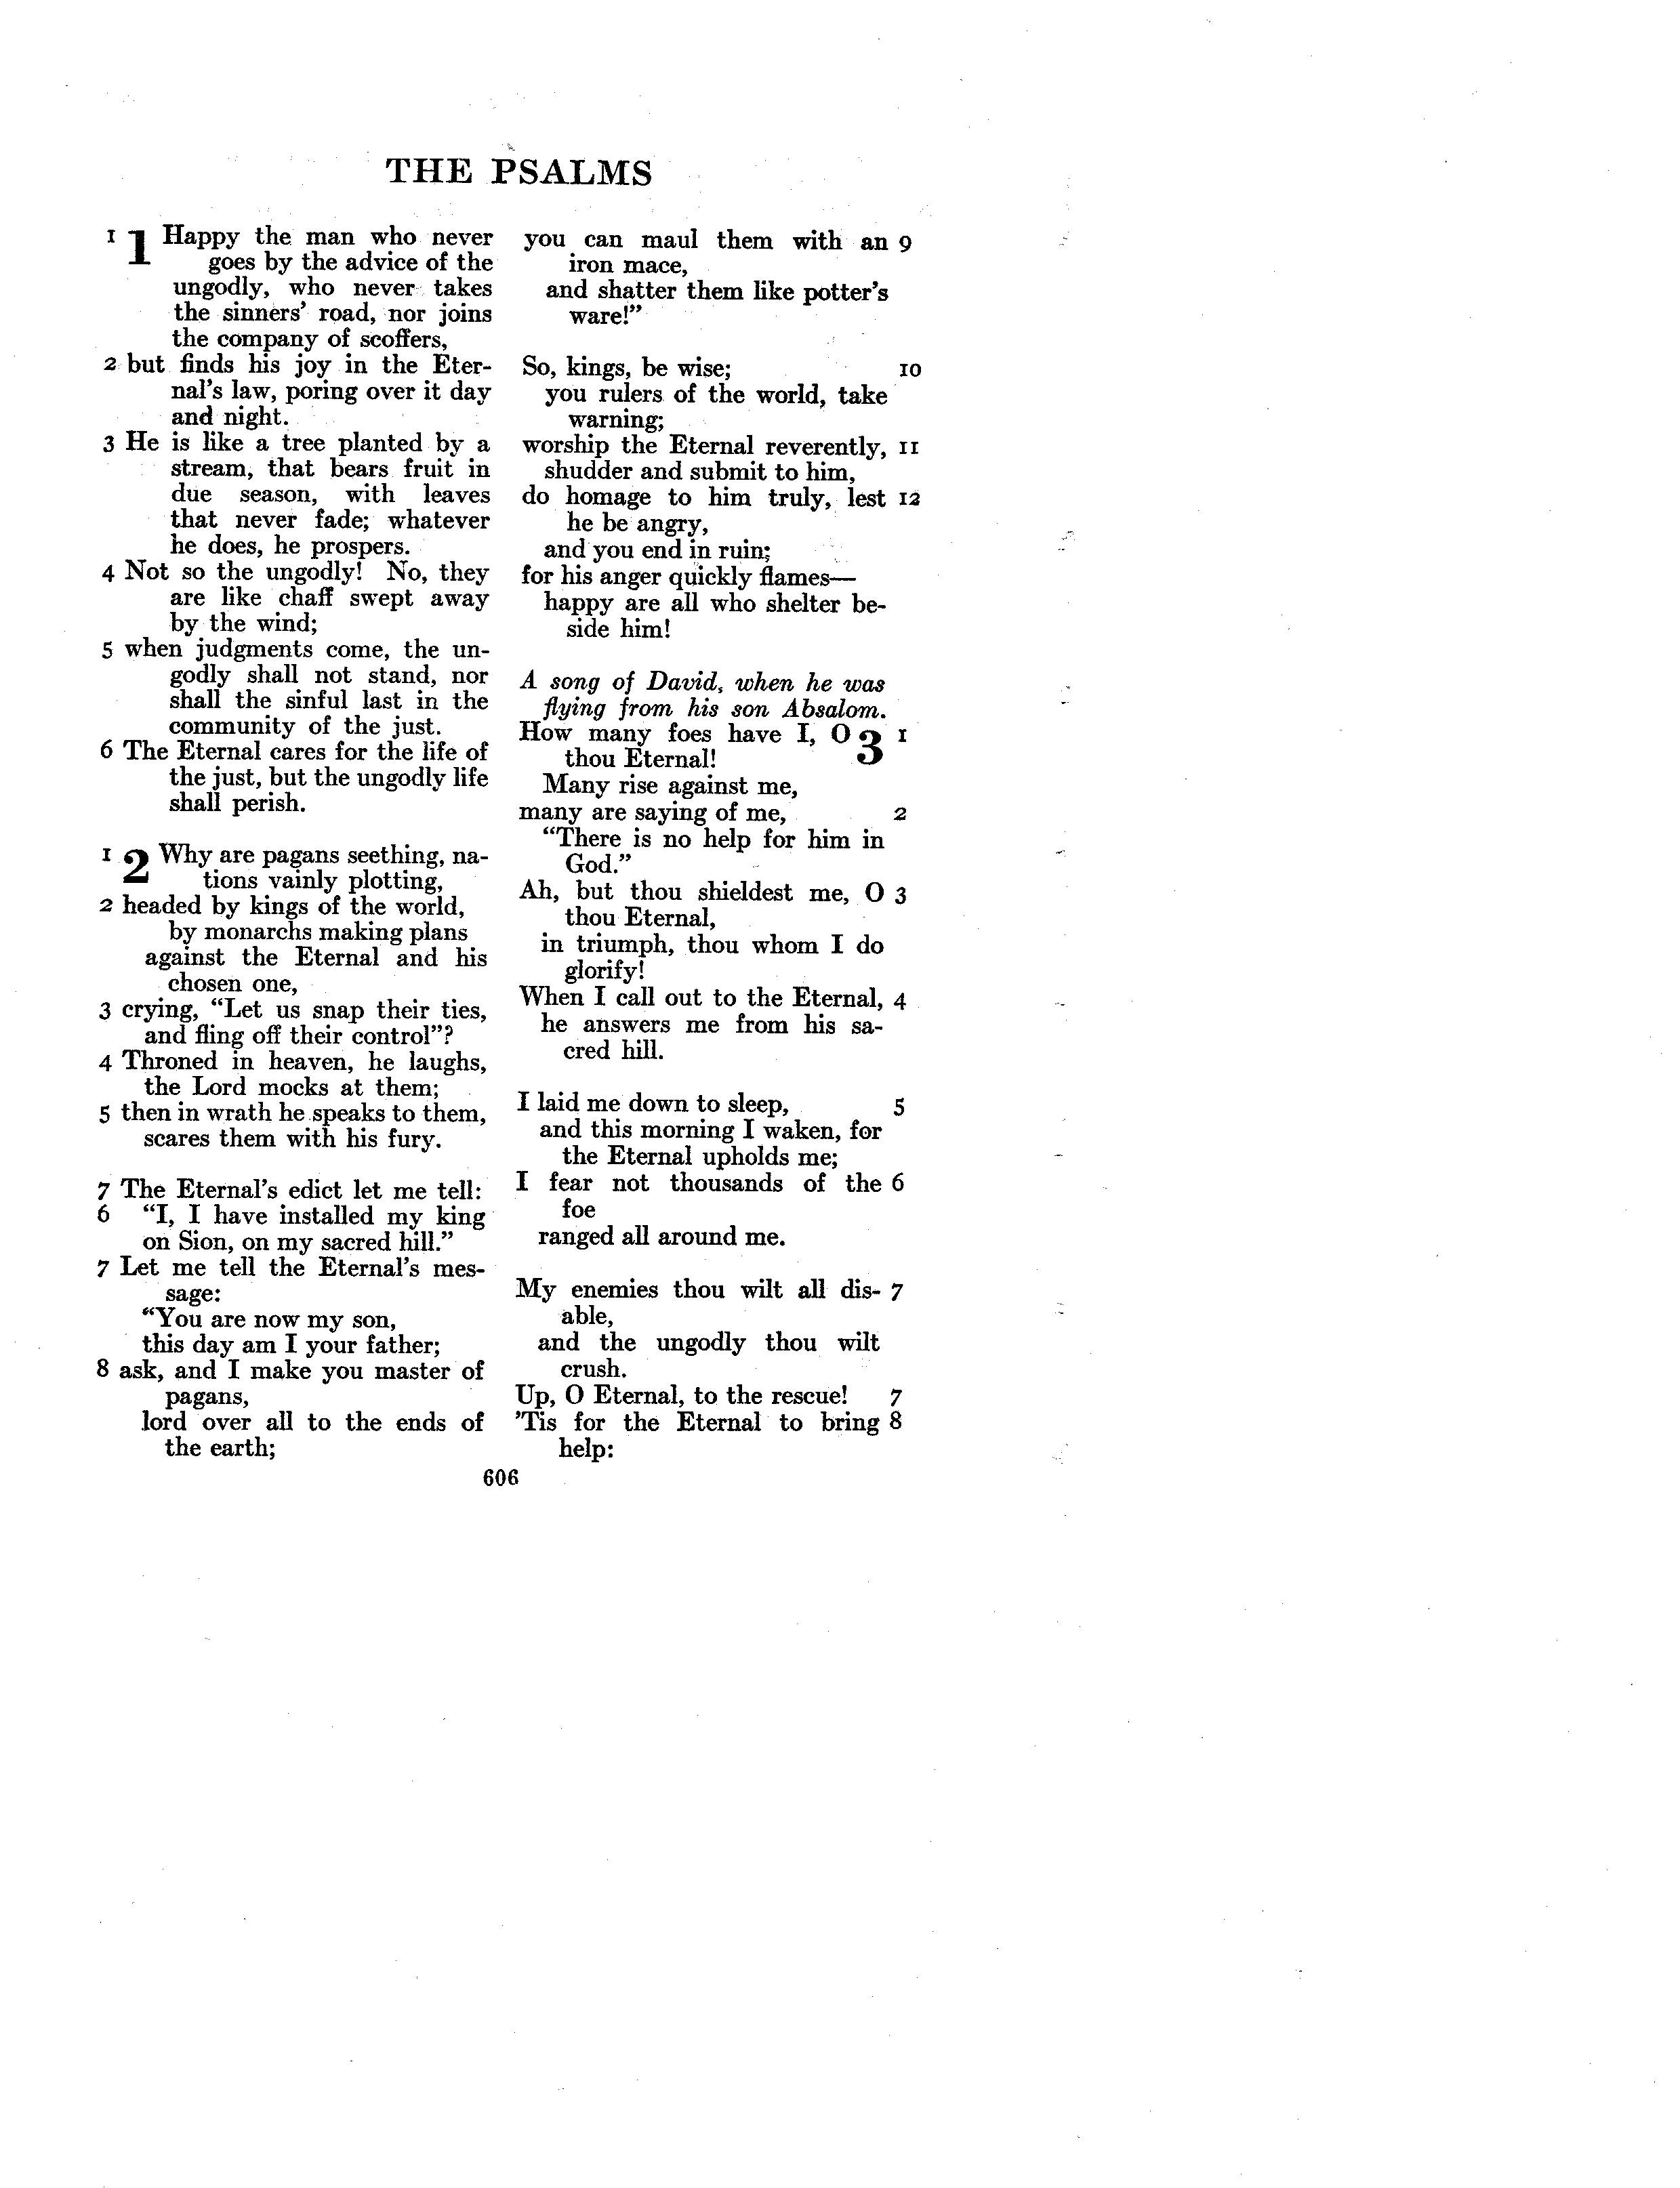 THE PSALMS
1 1 Happy the man who never
goes by the advice of the
ungodly, who never takes
the sinners' road, nor joins
the company of scoffers,
2 but finds his joy in the Eter-
nal's law, poring over it day
and night.
3 He is like a tree planted by a
stream, that bears fruit in
due season, with leaves
that never fade; whatever
he does, he prospers.
4 Not so the ungodly! No, they
are like chaff swept away
by the wind;
5 when judgments come, the un-
godly shall not stand, nor
shall the sinful last in the
community of the just.
6 The Eternal cares for the life of
the just, but the ungodly life
shall perish.
1 2 Why are pagans seething, na-
tions vainly plotting,
2 headed by kings of the world,
by monarchs making plans
against the Eternal and his
chosen one,
3 crying, "Let us snap their ties,
and fling off their control"?
4 Throned in heaven, he laughs,
the Lord mocks at them;
5 then in wrath he speaks to them,
scares them with his fury.
7 The Eternal's edict let me tell:
6 "I, I have installed my king
on Sion, on my sacred hill."
7 Let me tell the Eternal's mes-
sage:
"You are now my son,
this day am I your father;
8 ask, and I make you master of
pagans,
lord over all to the ends of
the earth;
you can maul them with an 9
iron mace,
and shatter them like potter's
ware!"
So, kings, be wise; 10
you rulers of the world, take
warning;
worship the Eternal reverently, 11
shudder and submit to him,
do homage to him truly, lest 12
he be angry,
and you end in ruin;
for his anger quickly flames—
happy are all who shelter be-
side him!
A song of David, when he was
flying from his son Absalom.
How many foes have I, O 3 1
thou Eternal!
Many rise against me,
many are saying of me, 2
"There is no help for him in
God."
Ah, but thou shieldest me, O 3
thou Eternal,
in triumph, thou whom I do
glorify!
When I call out to the Eternal, 4
he answers me from his sa-
cred hill.
I laid me down to sleep, 5
and this morning I waken, for
the Eternal upholds me;
I fear not thousands of the 6
foe
ranged all around me.
My enemies thou wilt all dis- 7
able,
and the ungodly thou wilt
crush.
Up, O Eternal, to the rescue! 7
'Tis for the Eternal to bring 8
help:
606